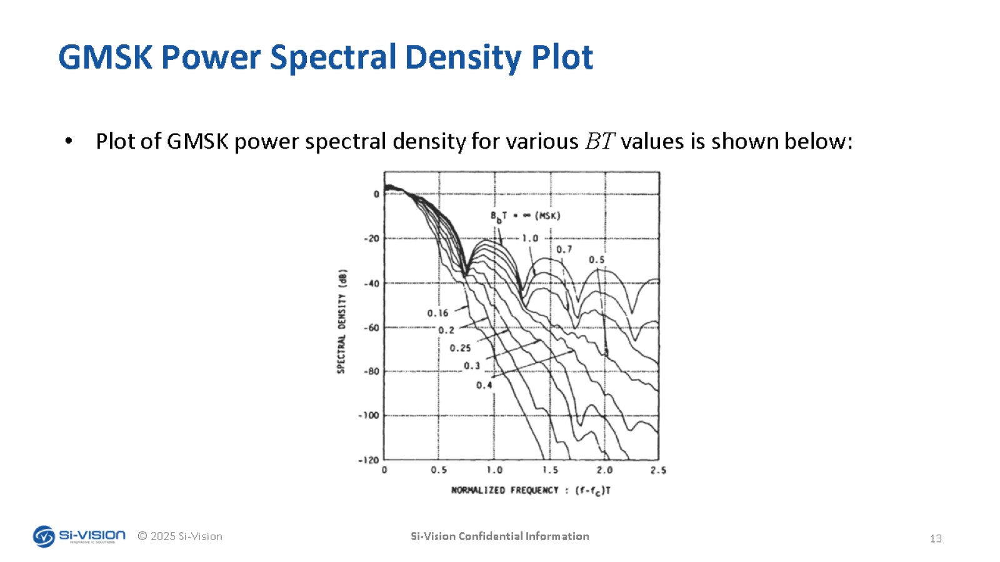 GMSK Power Spectral Density Plot
• Plot of GMSK power spectral density for various BT values is shown below:
0
-20
-40
-60
-80
-100
-120
SPECTRAL DENSITY (dB)
BbT = ∞ (MSK)
1.0
0.7
0.5
0.16
0.2
0.25
0.3
0.4
0 0.5 1.0 1.5 2.0 2.5
NORMALIZED FREQUENCY : (f-fc)T
Si-VISION
INNOVATIVE IC SOLUTIONS
© 2025 Si-Vision
Si-Vision Confidential Information
13